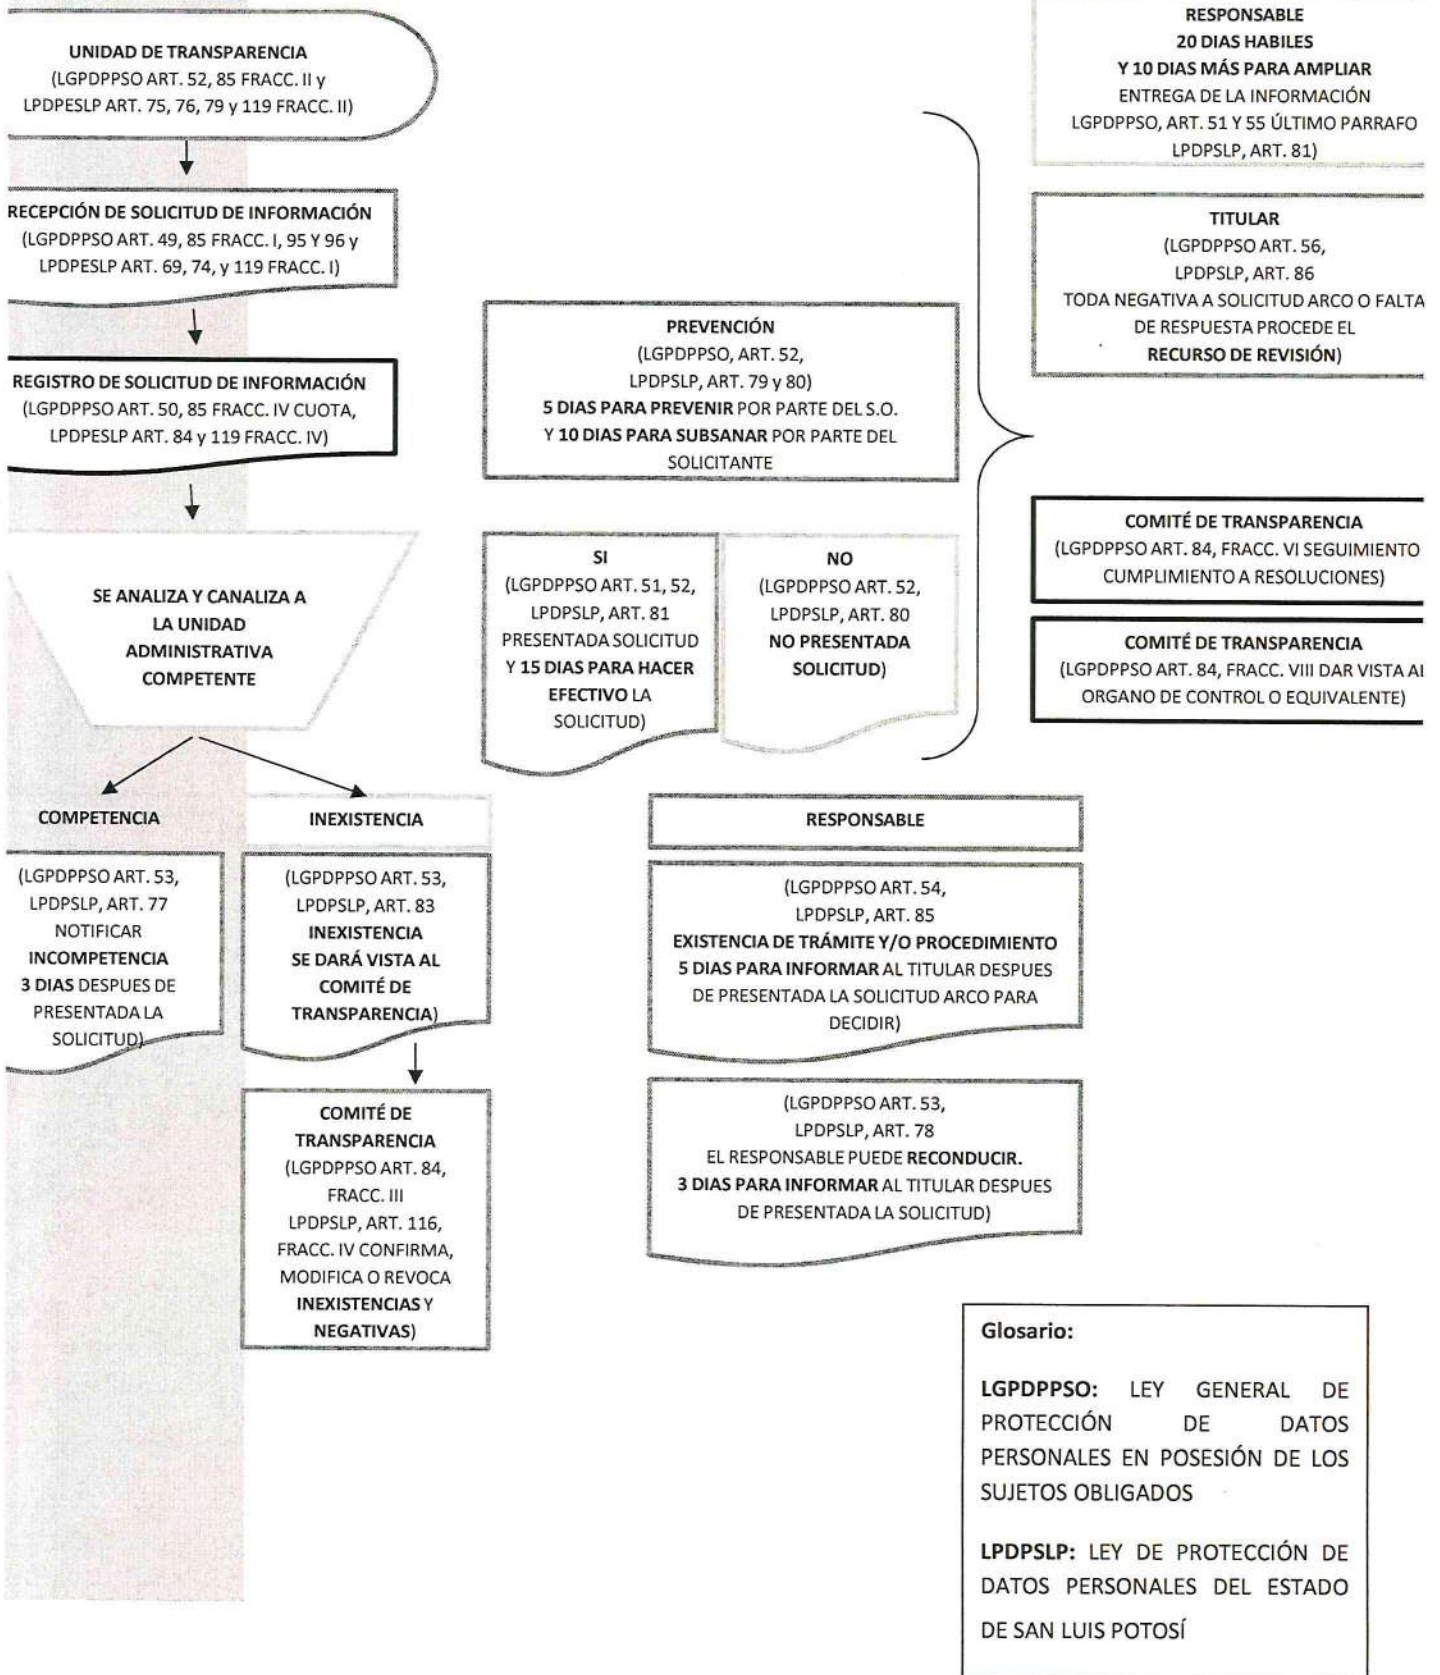 UNIDAD DE TRANSPARENCIA
(LGPDPPSO ART. 52, 85 FRACC. II y
LPDPESLP ART. 75, 76, 79 y 119 FRACC. II)
RECEPCIÓN DE SOLICITUD DE INFORMACIÓN
(LGPDPPSO ART. 49, 85 FRACC. I, 95 Y 96 y
LPDPESLP ART. 69, 74, y 119 FRACC. I)
REGISTRO DE SOLICITUD DE INFORMACIÓN
(LGPDPPSO ART. 50, 85 FRACC. IV CUOTA,
LPDPESLP ART. 84 y 119 FRACC. IV)
SE ANALIZA Y CANALIZA A
LA UNIDAD
ADMINISTRATIVA
COMPETENTE
COMPETENCIA
(LGPDPPSO ART. 53,
LPDPSLP, ART. 77
NOTIFICAR
INCOMPETENCIA
3 DIAS DESPUES DE
PRESENTADA LA
SOLICITUD)
INEXISTENCIA
(LGPDPPSO ART. 53,
LPDPSLP, ART. 83
INEXISTENCIA
SE DARÁ VISTA AL
COMITÉ DE
TRANSPARENCIA)
COMITÉ DE
TRANSPARENCIA
(LGPDPPSO ART. 84,
FRACC. III
LPDPSLP, ART. 116,
FRACC. IV CONFIRMA,
MODIFICA O REVOCA
INEXISTENCIAS Y
NEGATIVAS)
PREVENCIÓN
(LGPDPPSO, ART. 52,
LPDPSLP, ART. 79 y 80)
5 DIAS PARA PREVENIR POR PARTE DEL S.O.
Y 10 DIAS PARA SUBSANAR POR PARTE DEL
SOLICITANTE
SI
(LGPDPPSO ART. 51, 52,
LPDPSLP, ART. 81
PRESENTADA SOLICITUD
Y 15 DIAS PARA HACER
EFECTIVO LA
SOLICITUD)
NO
(LGPDPPSO ART. 52,
LPDPSLP, ART. 80
NO PRESENTADA
SOLICITUD)
RESPONSABLE
(LGPDPPSO ART. 54,
LPDPSLP, ART. 85
EXISTENCIA DE TRÁMITE Y/O PROCEDIMIENTO
5 DIAS PARA INFORMAR AL TITULAR DESPUES
DE PRESENTADA LA SOLICITUD ARCO PARA
DECIDIR)
(LGPDPPSO ART. 53,
LPDPSLP, ART. 78
EL RESPONSABLE PUEDE RECONDUCIR.
3 DIAS PARA INFORMAR AL TITULAR DESPUES
DE PRESENTADA LA SOLICITUD)
RESPONSABLE
20 DIAS HABILES
Y 10 DIAS MÁS PARA AMPLIAR
ENTREGA DE LA INFORMACIÓN
LGPDPPSO, ART. 51 Y 55 ÚLTIMO PARRAFO
LPDPSLP, ART. 81)
TITULAR
(LGPDPPSO ART. 56,
LPDPSLP, ART. 86
TODA NEGATIVA A SOLICITUD ARCO O FALTA
DE RESPUESTA PROCEDE EL
RECURSO DE REVISIÓN)
COMITÉ DE TRANSPARENCIA
(LGPDPPSO ART. 84, FRACC. VI SEGUIMIENTO
CUMPLIMIENTO A RESOLUCIONES)
COMITÉ DE TRANSPARENCIA
(LGPDPPSO ART. 84, FRACC. VIII DAR VISTA AL
ORGANO DE CONTROL O EQUIVALENTE)
Glosario:
LGPDPPSO: LEY GENERAL DE
PROTECCIÓN DE DATOS
PERSONALES EN POSESIÓN DE LOS
SUJETOS OBLIGADOS
LPDPSLP: LEY DE PROTECCIÓN DE
DATOS PERSONALES DEL ESTADO
DE SAN LUIS POTOSÍ